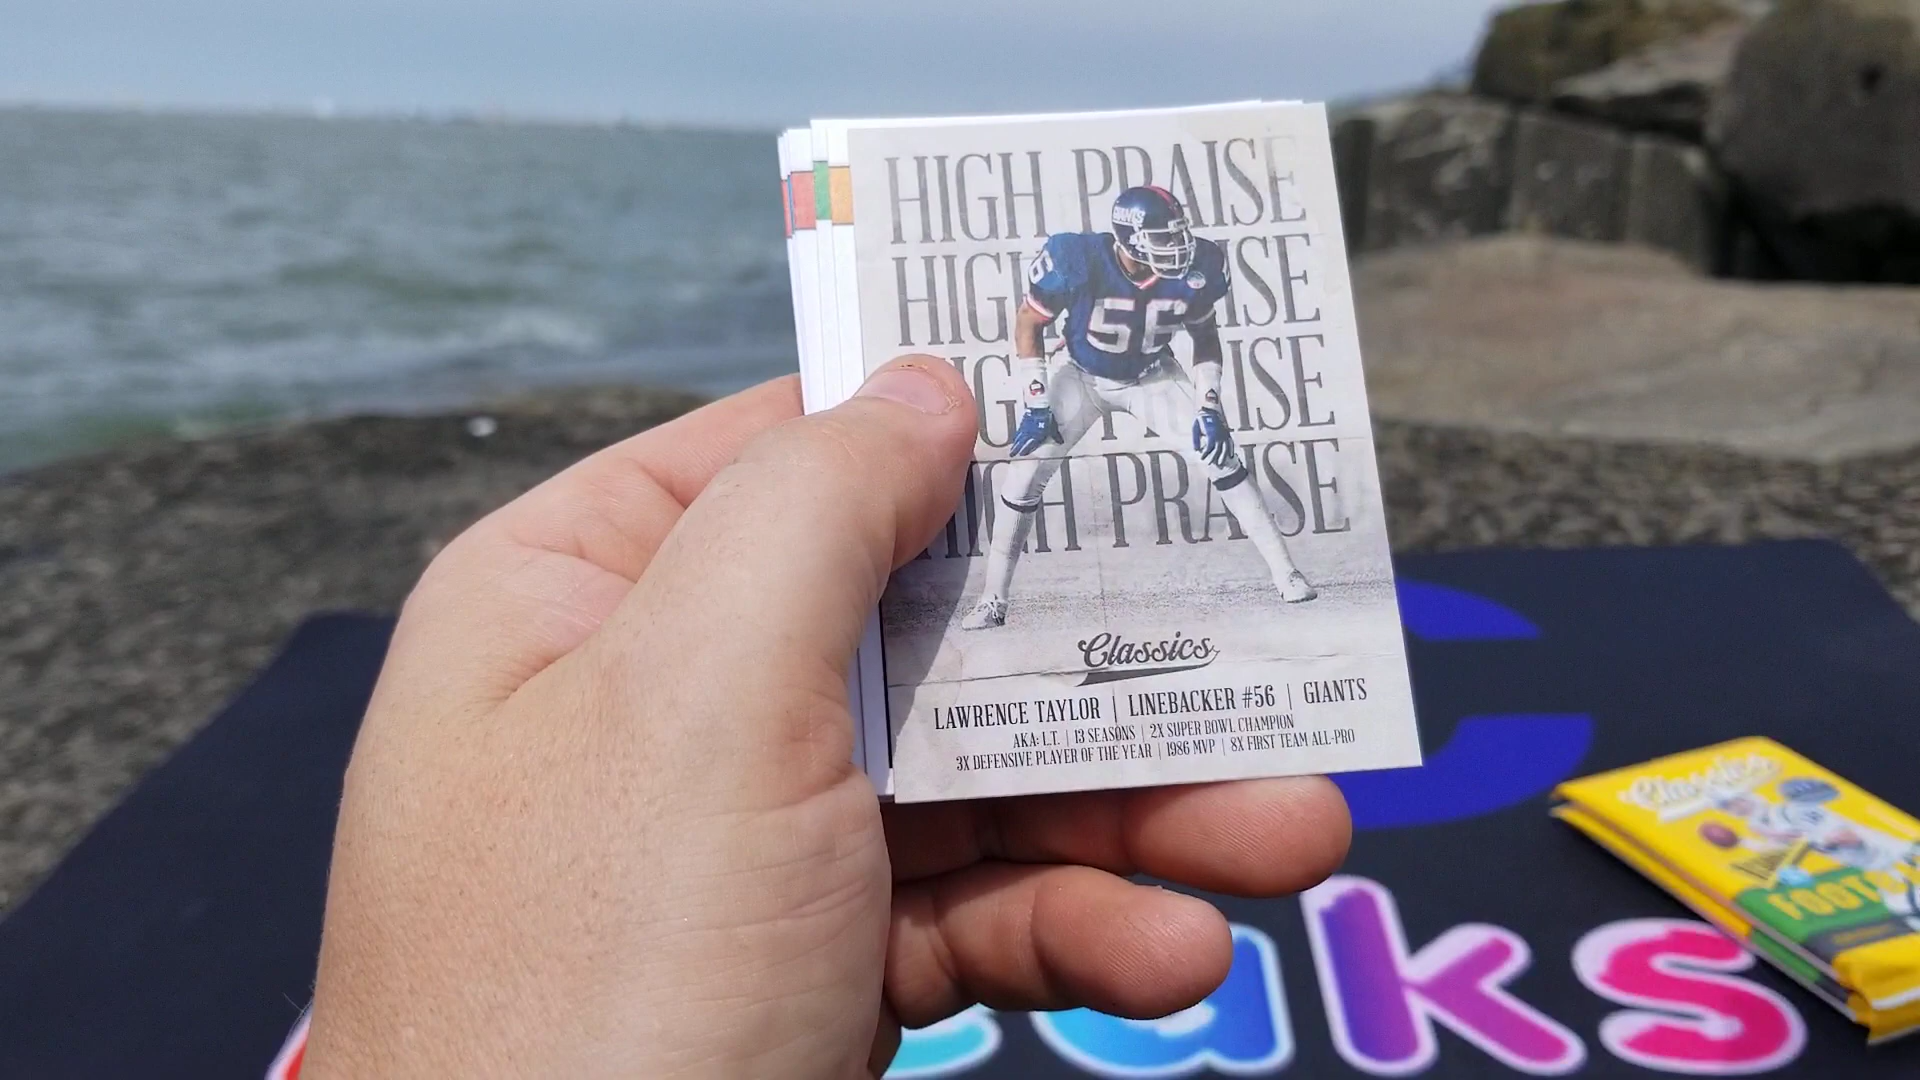 HIGH PRAISE
HIGH PRAISE
HIGH PRAISE
HIGH PRAISE
GIANTS
56
Classics
LAWRENCE TAYLOR | LINEBACKER #56 | GIANTS
AKA: L.T. | 13 SEASONS | 2X SUPER BOWL CHAMPION
3X DEFENSIVE PLAYER OF THE YEAR | 1986 MVP | 8X FIRST TEAM ALL-PRO
Classics
FOOTB
eaks